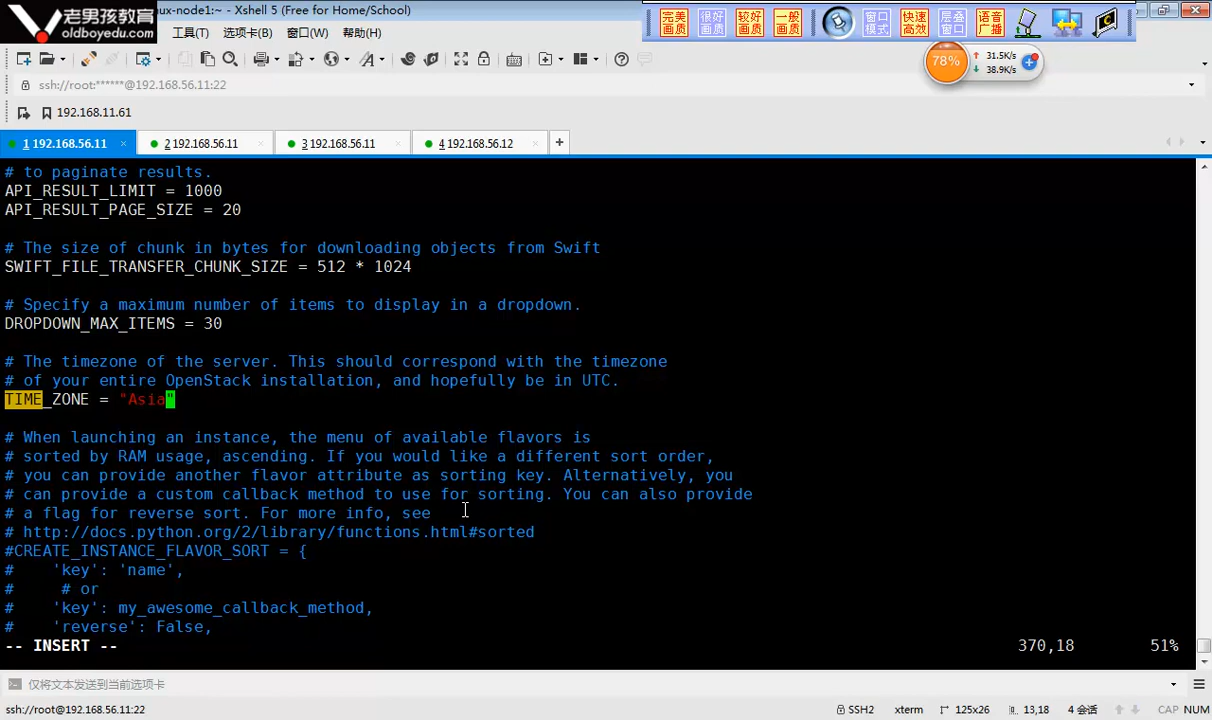 老男孩教育
oldboyedu.com
ux-node1:~ - Xshell 5 (Free for Home/School)
完美画质
很好画质
较好画质
一般画质
窗口模式
快速高效
层叠窗口
语音广播
工具(T) 选项卡(B) 窗口(W) 帮助(H)
78%
31.5K/s
38.9K/s
ssh://root:******@192.168.56.11:22
192.168.11.61
1 192.168.56.11
2 192.168.56.11
3 192.168.56.11
4 192.168.56.12
# to paginate results.
API_RESULT_LIMIT = 1000
API_RESULT_PAGE_SIZE = 20
# The size of chunk in bytes for downloading objects from Swift
SWIFT_FILE_TRANSFER_CHUNK_SIZE = 512 * 1024
# Specify a maximum number of items to display in a dropdown.
DROPDOWN_MAX_ITEMS = 30
# The timezone of the server. This should correspond with the timezone
# of your entire OpenStack installation, and hopefully be in UTC.
TIME_ZONE = "Asia"
# When launching an instance, the menu of available flavors is
# sorted by RAM usage, ascending. If you would like a different sort order,
# you can provide another flavor attribute as sorting key. Alternatively, you
# can provide a custom callback method to use for sorting. You can also provide
# a flag for reverse sort. For more info, see
# http://docs.python.org/2/library/functions.html#sorted
#CREATE_INSTANCE_FLAVOR_SORT = {
#    'key': 'name',
#     # or
#    'key': my_awesome_callback_method,
#    'reverse': False,
-- INSERT -- 370,18 51%
仅将文本发送到当前选项卡
ssh://root@192.168.56.11:22 SSH2 xterm 125x26 13,18 4 会话 CAP NUM